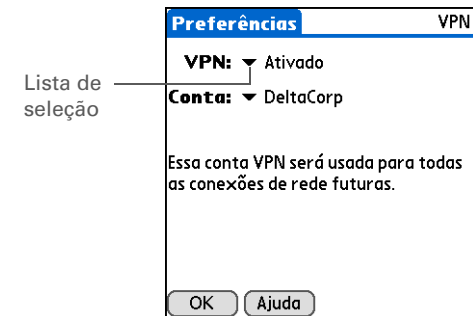 Preferências VPN
VPN: Ativado
Lista de
seleção
Conta: DeltaCorp
Essa conta VPN será usada para todas
as conexões de rede futuras.
OK Ajuda